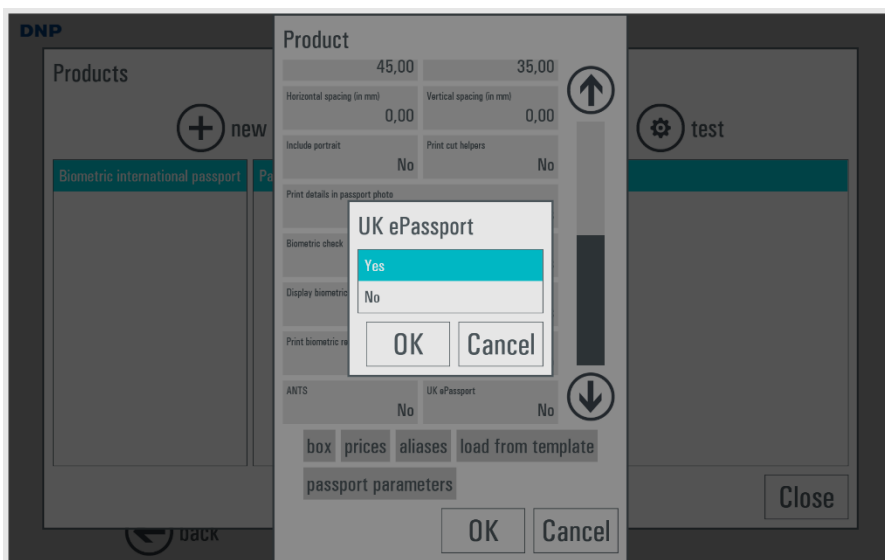 DNP
Products
new
test
Biometric international passport
Product
45,00 35,00
Horizontal spacing (in mm) Vertical spacing (in mm)
0,00 0,00
Include portrait Print cut helpers
No No
Print details in passport photo
Biometric check
Display biometric
Print biometric
ANTS UK ePassport
No No
box prices aliases load from template
passport parameters
OK Cancel
UK ePassport
Yes
No
OK Cancel
Close
back